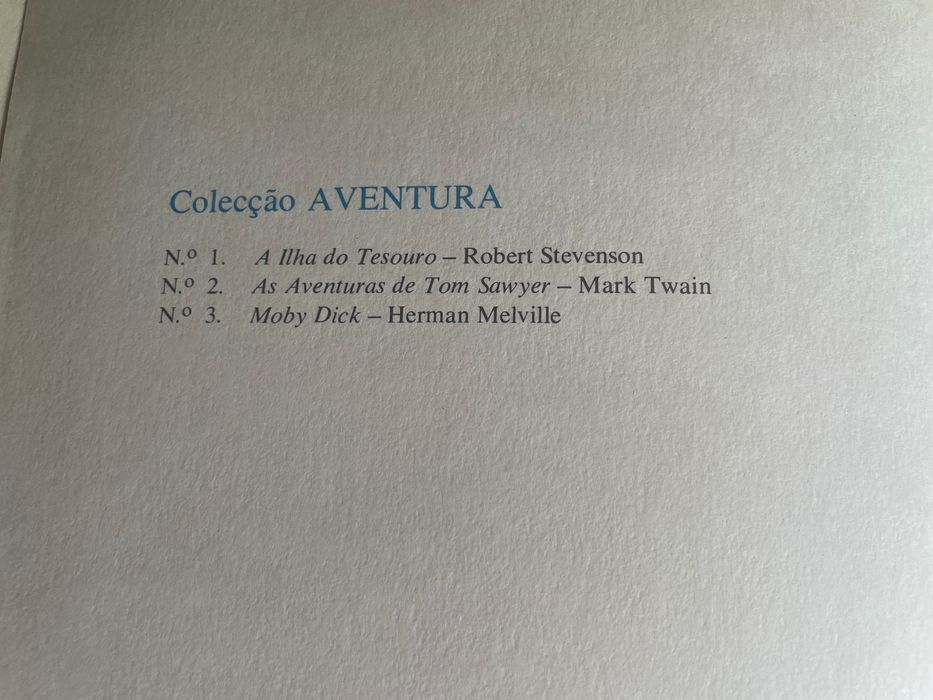 Colecção AVENTURA
N.º 1. A Ilha do Tesouro – Robert Stevenson
N.º 2. As Aventuras de Tom Sawyer – Mark Twain
N.º 3. Moby Dick – Herman Melville